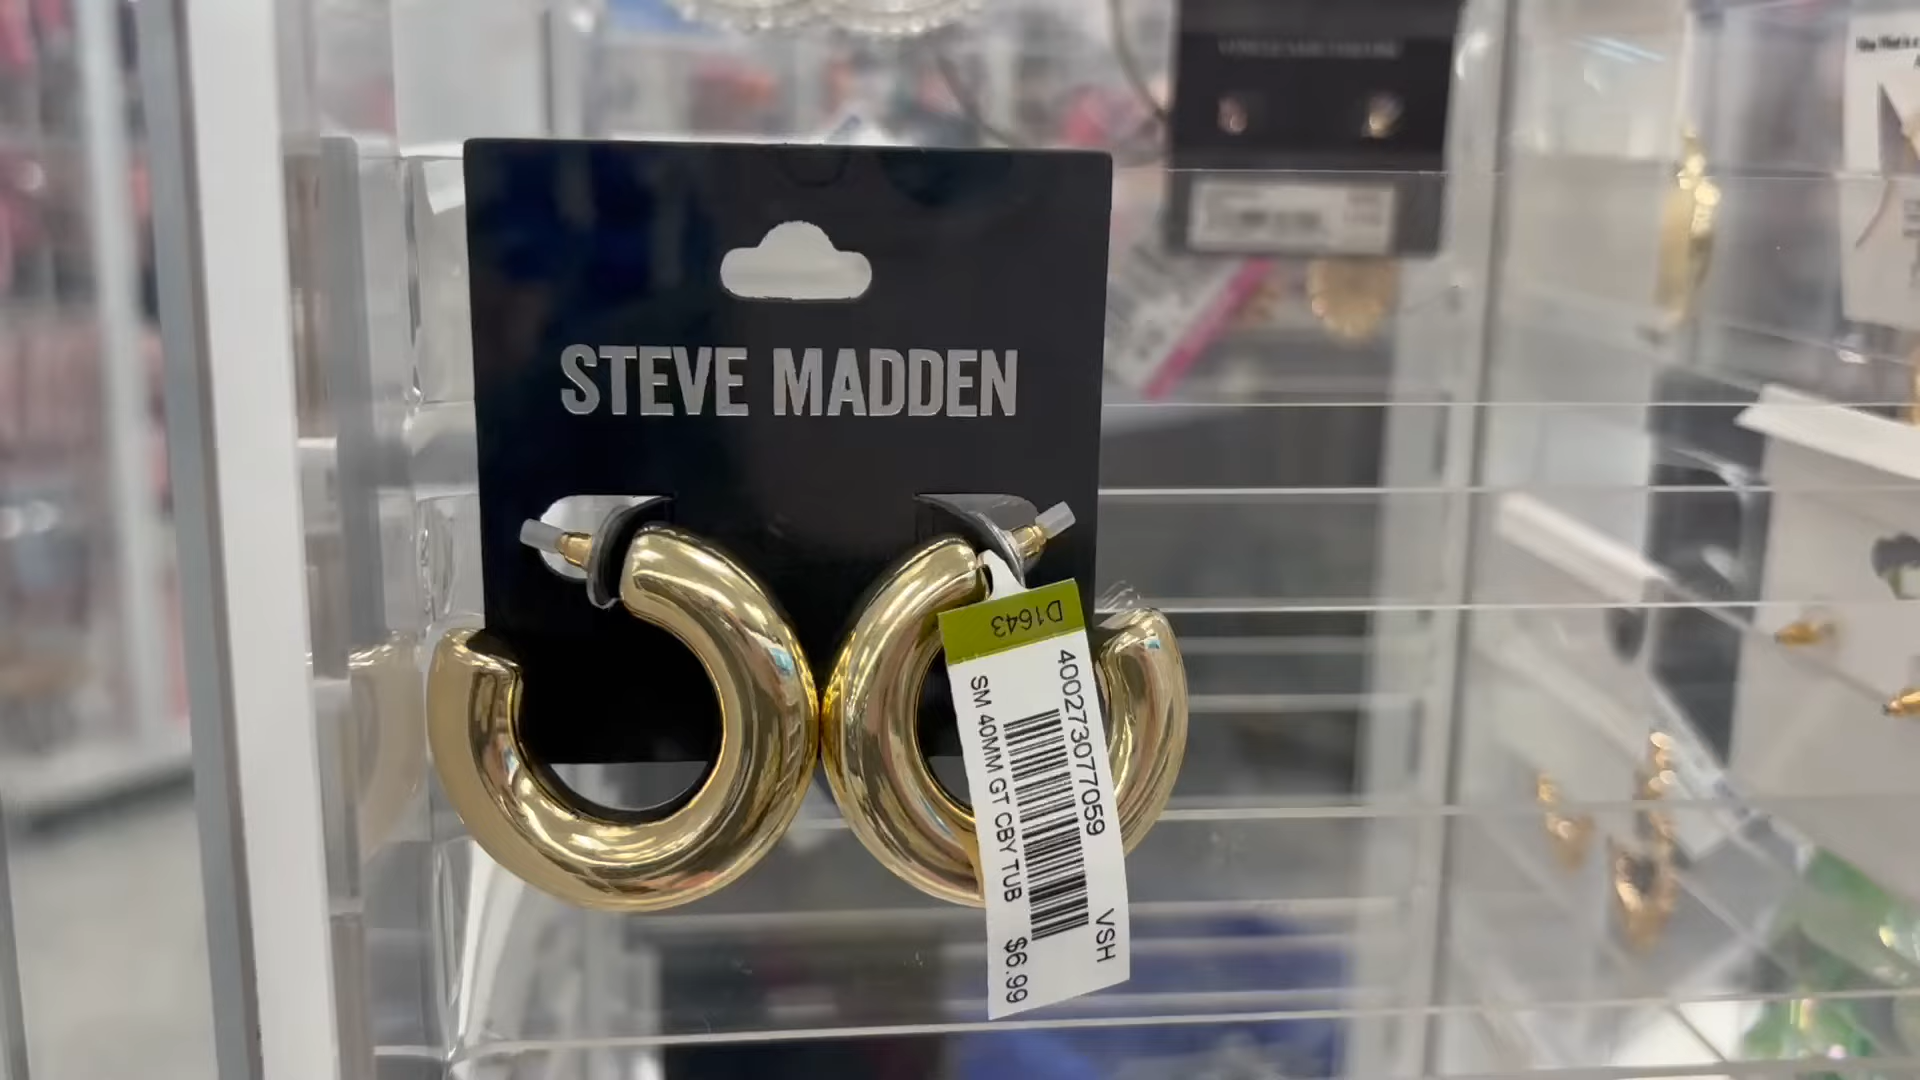 STEVE MADDEN
D1643
400273077059
VSH
SM 40MM GT CBY TUB
$6.99